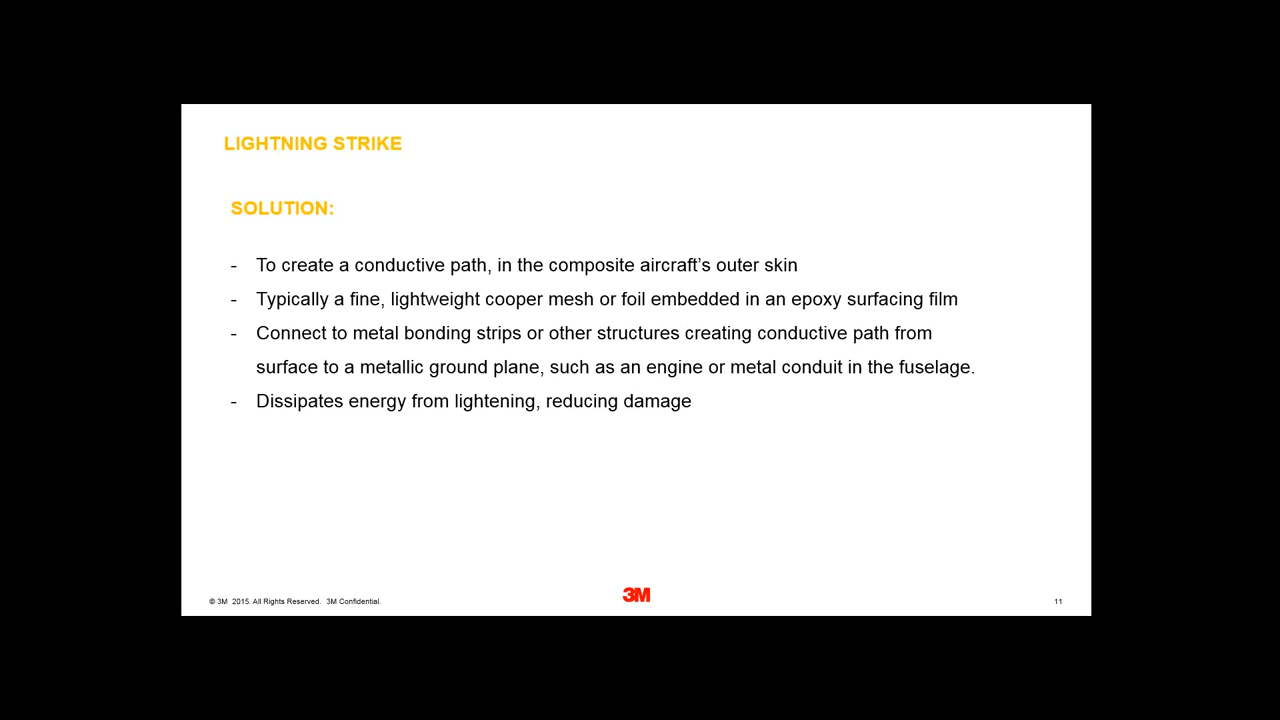 LIGHTNING STRIKE
SOLUTION:
- To create a conductive path, in the composite aircraft’s outer skin
- Typically a fine, lightweight cooper mesh or foil embedded in an epoxy surfacing film
- Connect to metal bonding strips or other structures creating conductive path from
surface to a metallic ground plane, such as an engine or metal conduit in the fuselage.
- Dissipates energy from lightening, reducing damage
© 3M 2015. All Rights Reserved. 3M Confidential.
3M
11